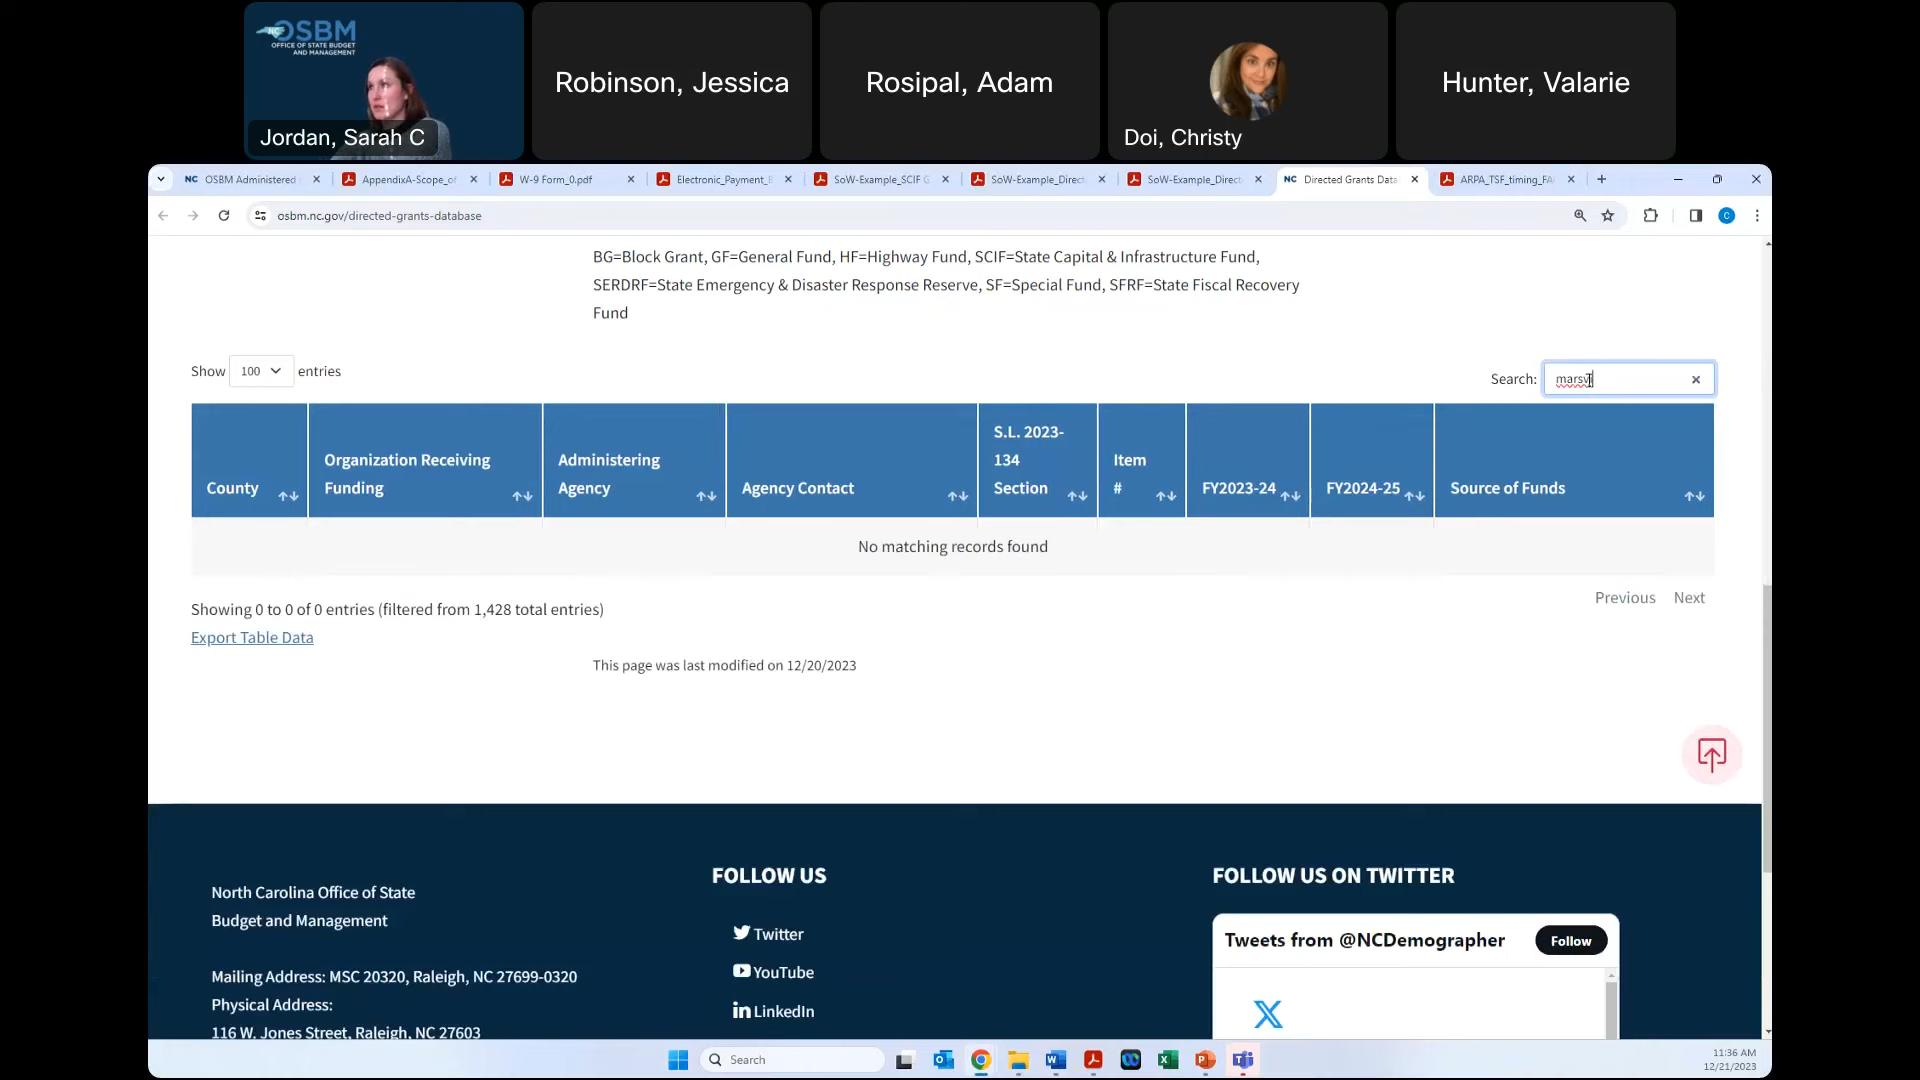 NC OSBM
OFFICE OF STATE BUDGET
AND MANAGEMENT
Jordan, Sarah C
Robinson, Jessica
Rosipal, Adam
Doi, Christy
Hunter, Valarie
NC OSBM Administered
AppendixA-Scope_of
W-9 Form_0.pdf
Electronic_Payment_
SoW-Example_SCIF G
SoW-Example_Direct
SoW-Example_Direct
NC Directed Grants Data
ARPA_TSF_timing_FA
osbm.nc.gov/directed-grants-database
C
BG=Block Grant, GF=General Fund, HF=Highway Fund, SCIF=State Capital & Infrastructure Fund,
SERDRF=State Emergency & Disaster Response Reserve, SF=Special Fund, SFRF=State Fiscal Recovery
Fund
Show 100 entries
Search:
County
Organization Receiving
Funding
Administering
Agency
Agency Contact
S.L. 2023-
134
Section
Item
#
FY2023-24
FY2024-25
Source of Funds
No matching records found
Showing 0 to 0 of 0 entries (filtered from 1,428 total entries)
Previous Next
Export Table Data
This page was last modified on 12/20/2023
North Carolina Office of State
Budget and Management
Mailing Address: MSC 20320, Raleigh, NC 27699-0320
Physical Address:
116 W. Jones Street, Raleigh, NC 27603
FOLLOW US
Twitter
YouTube
LinkedIn
FOLLOW US ON TWITTER
Tweets from @NCDemographer
Follow
Search
11:36 AM
12/21/2023